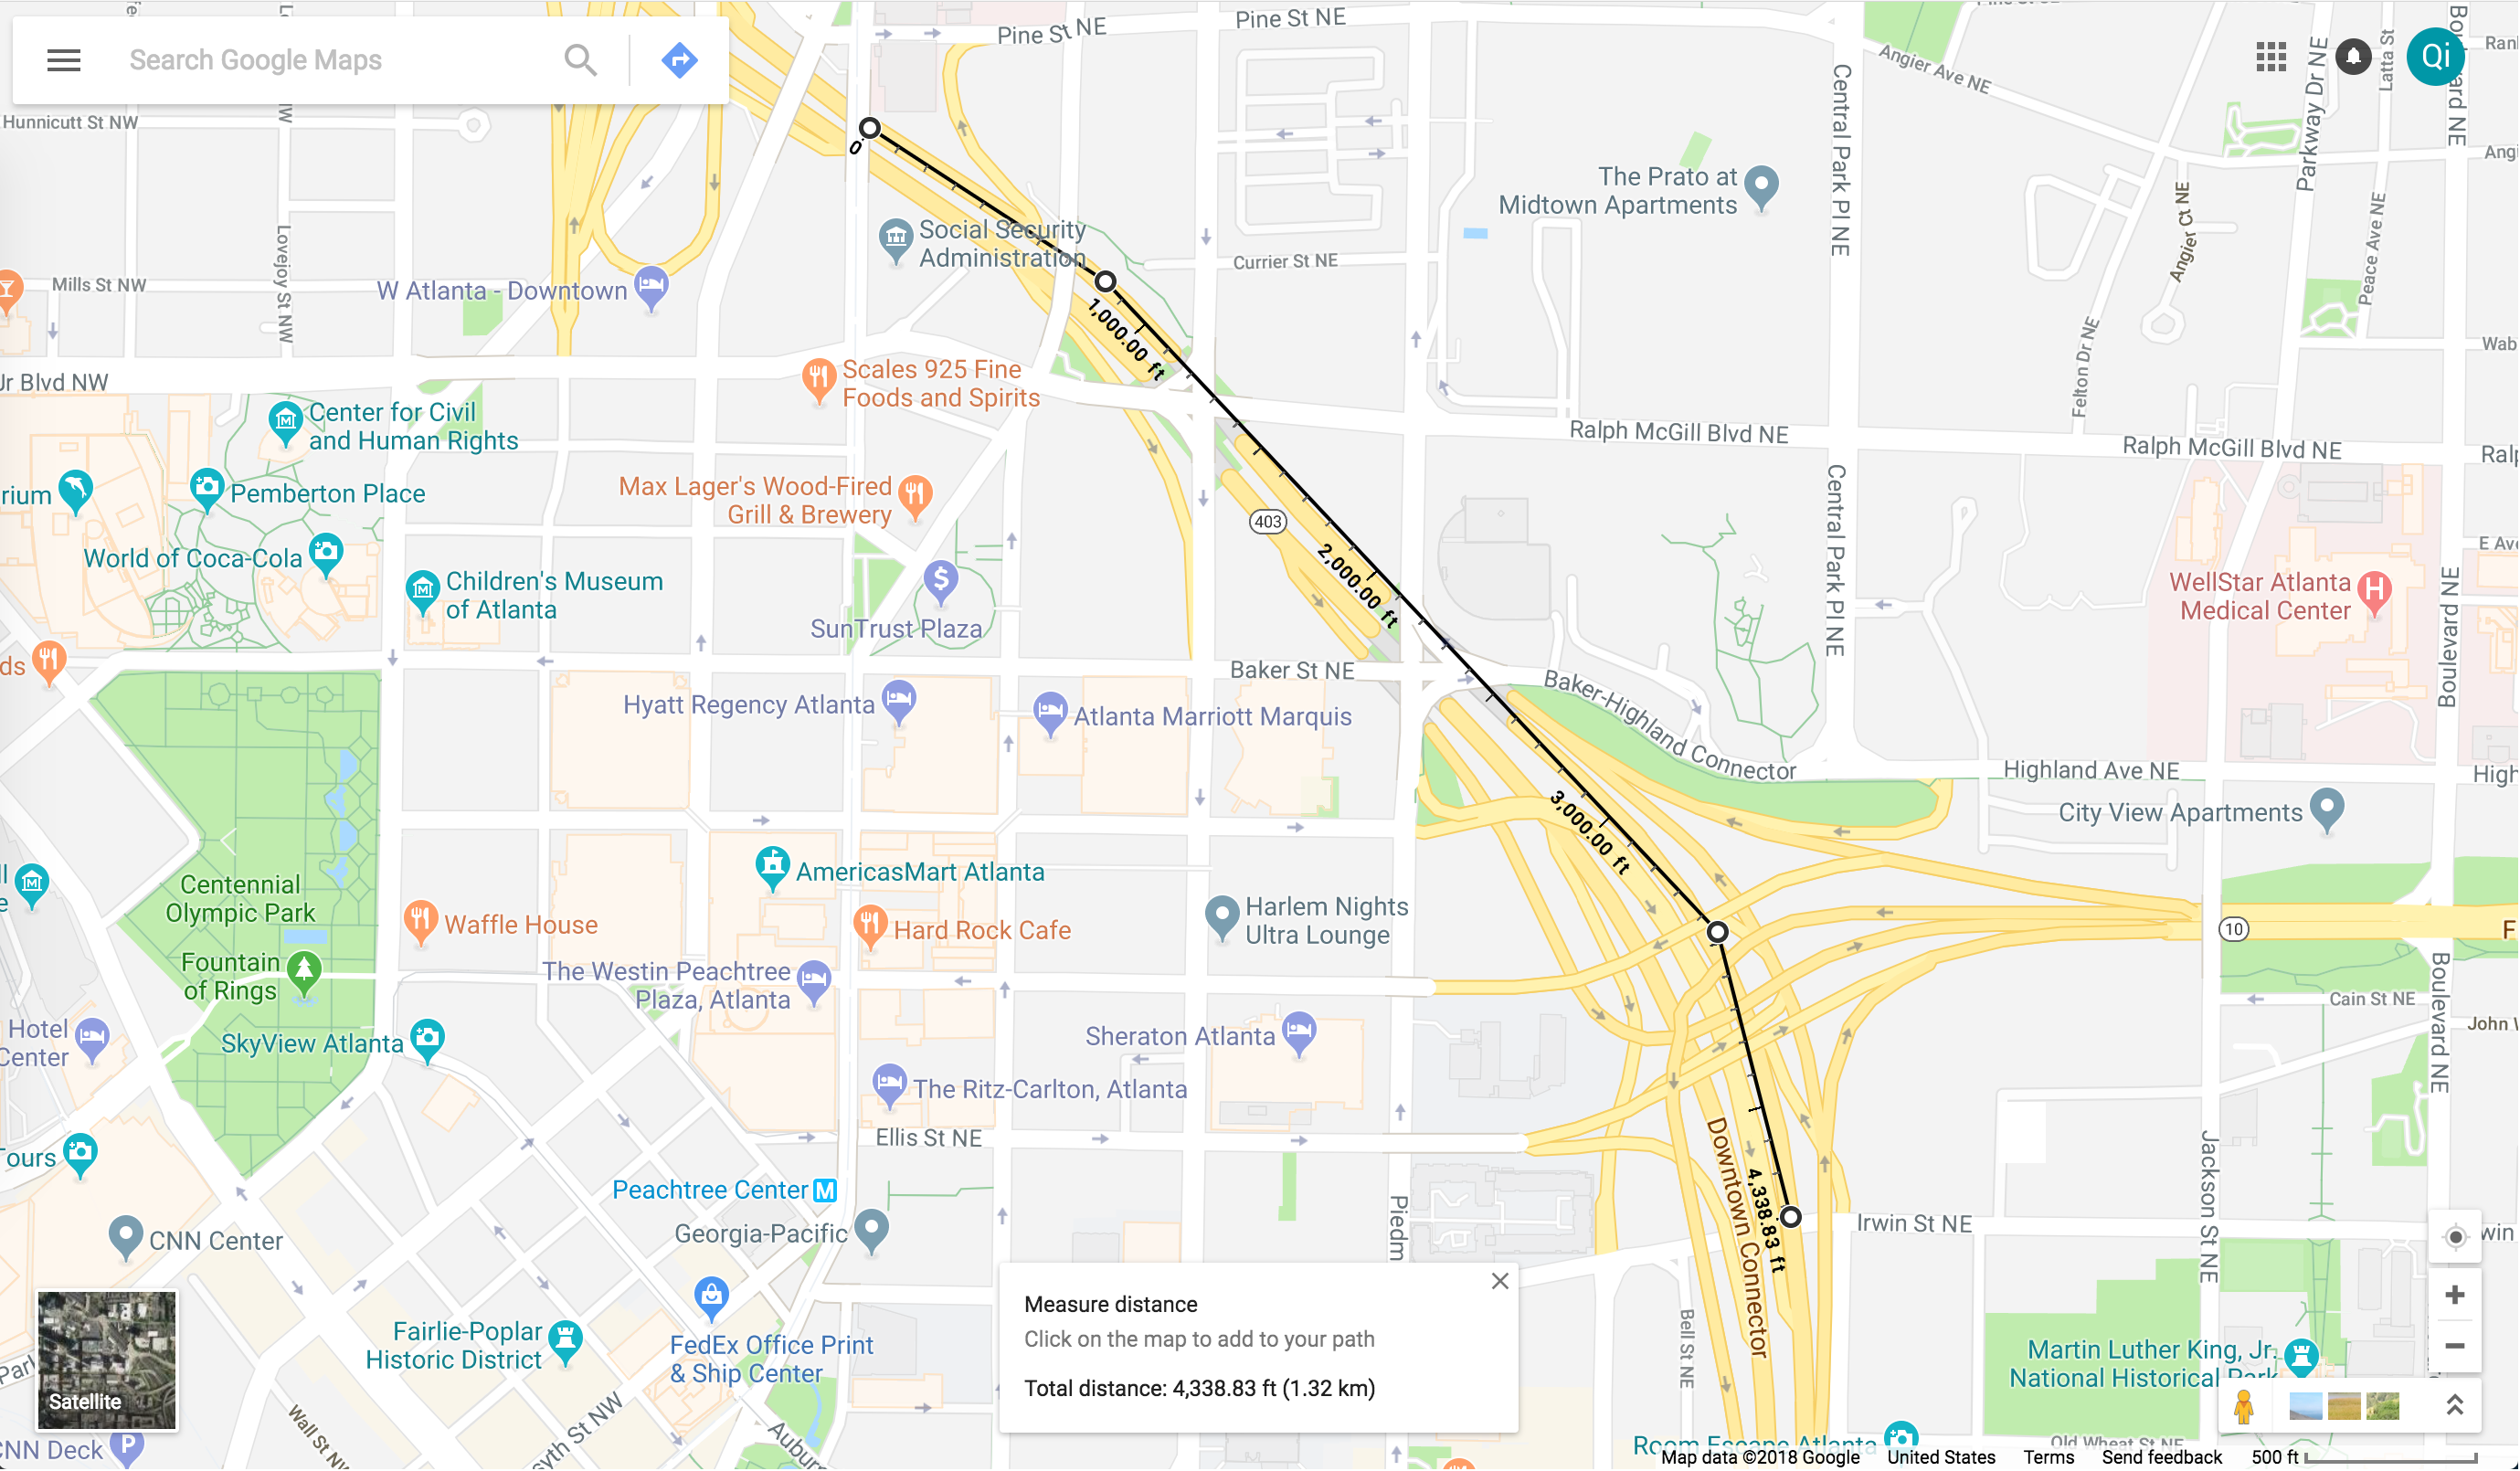 Search Google Maps
Pine St NE
Pine St NE
Angier Ave NE
Parkway Dr NE
Latta St
Qi
Hunnicutt St NW
0
Central Park Pl NE
The Prato at
Midtown Apartments
Angier Ct NE
Peace Ave NE
Social Security
Administration
Lovejoy St NW
Currier St NE
Mills St NW
W Atlanta - Downtown
1,000.00 ft
Felton Dr NE
Jr Blvd NW
Scales 925 Fine
Foods and Spirits
Center for Civil
and Human Rights
Ralph McGill Blvd NE
Ralph McGill Blvd NE
rium
Pemberton Place
Max Lager's Wood-Fired
Grill & Brewery
403
Central Park Pl NE
World of Coca-Cola
2,000.00 ft
Children's Museum
of Atlanta
WellStar Atlanta
Medical Center
Boulevard NE
SunTrust Plaza
ds
Baker St NE
Hyatt Regency Atlanta
Atlanta Marriott Marquis
Baker-Highland Connector
Highland Ave NE
City View Apartments
3,000.00 ft
AmericasMart Atlanta
Centennial
Olympic Park
Waffle House
Hard Rock Cafe
Harlem Nights
Ultra Lounge
10
F
Fountain
of Rings
The Westin Peachtree
Plaza, Atlanta
Cain St NE
Boulevard NE
John
Hotel
Center
SkyView Atlanta
Sheraton Atlanta
The Ritz-Carlton, Atlanta
Ellis St NE
Downtown Connector
Jackson St NE
Tours
Peachtree Center M
4,338.83 ft
Piedm
Georgia-Pacific
Irwin St NE
CNN Center
Measure distance
Click on the map to add to your path
Total distance: 4,338.83 ft (1.32 km)
Bell St NE
Fairlie-Poplar
Historic District
FedEx Office Print
& Ship Center
Martin Luther King, Jr.
National Historical Park
Satellite
Wall St NW
syth St NW
Auburn
CNN Deck
P
Room Escape Atlanta
Old Wheat St NE
Map data ©2018 Google
United States
Terms
Send feedback
500 ft